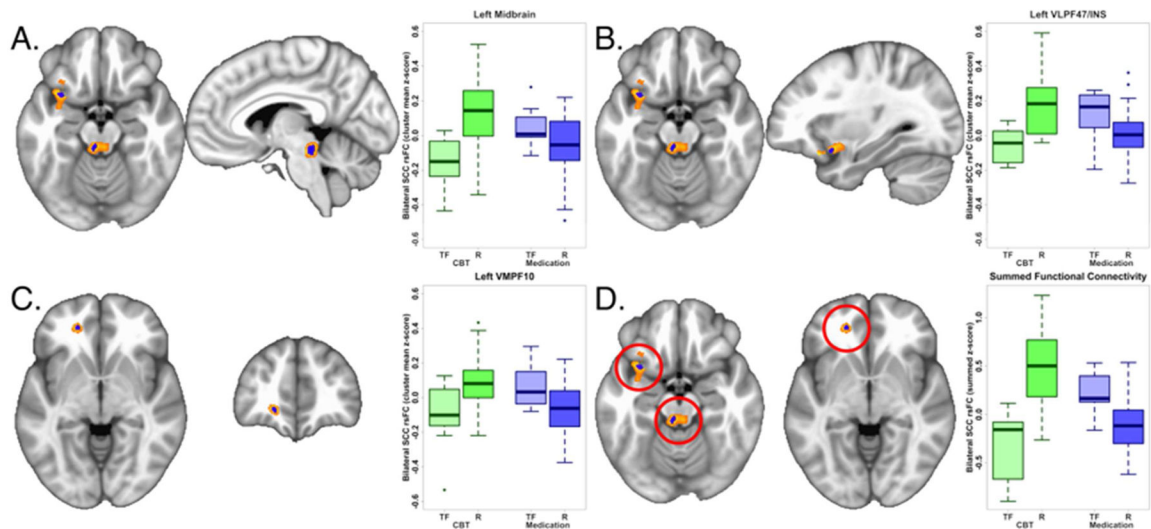 A.
Left Midbrain
Bilateral SCC rsFC (cluster mean z-score)
0.6
0.4
0.2
0.0
-0.2
-0.4
-0.6
TF R TF R
CBT Medication
B.
Left VLPF47/INS
Bilateral SCC rsFC (cluster mean z-score)
0.6
0.4
0.2
0.0
-0.2
-0.4
-0.6
TF R TF R
CBT Medication
C.
Left VMPF10
Bilateral SCC rsFC (cluster mean z-score)
0.6
0.4
0.2
0.0
-0.2
-0.4
-0.6
TF R TF R
CBT Medication
D.
Summed Functional Connectivity
Bilateral SCC rsFC (summed z-score)
1.0
0.5
0.0
-0.5
TF R TF R
CBT Medication